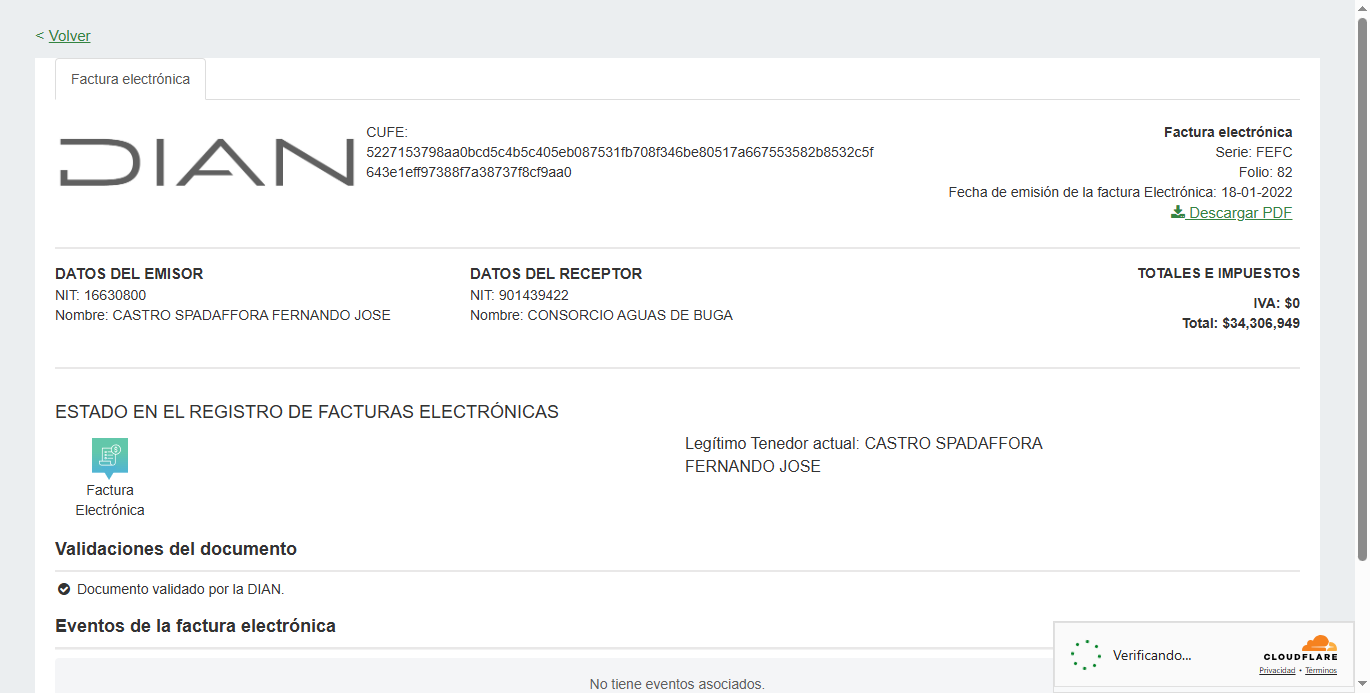 < Volver
Factura electrónica
DIAN
CUFE:
5227153798aa0bcd5c4b5c405eb087531fb708f346be80517a667553582b8532c5f
643e1eff97388f7a38737f8cf9aa0
Factura electrónica
Serie: FEFC
Folio: 82
Fecha de emisión de la factura Electrónica: 18-01-2022
Descargar PDF
DATOS DEL EMISOR
NIT: 16630800
Nombre: CASTRO SPADAFFORA FERNANDO JOSE
DATOS DEL RECEPTOR
NIT: 901439422
Nombre: CONSORCIO AGUAS DE BUGA
TOTALES E IMPUESTOS
IVA: $0
Total: $34,306,949
ESTADO EN EL REGISTRO DE FACTURAS ELECTRÓNICAS
Factura
Electrónica
Legítimo Tenedor actual: CASTRO SPADAFFORA
FERNANDO JOSE
Validaciones del documento
Documento validado por la DIAN.
Eventos de la factura electrónica
No tiene eventos asociados.
Verificando...
CLOUDFLARE
Privacidad • Términos